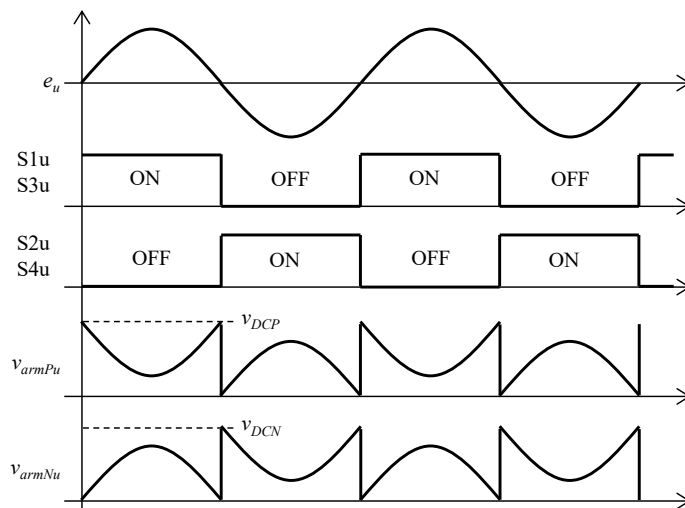 e_u
S1u
S3u
ON OFF ON OFF
S2u
S4u
OFF ON OFF ON
v_DCP
v_armPu
v_DCN
v_armNu